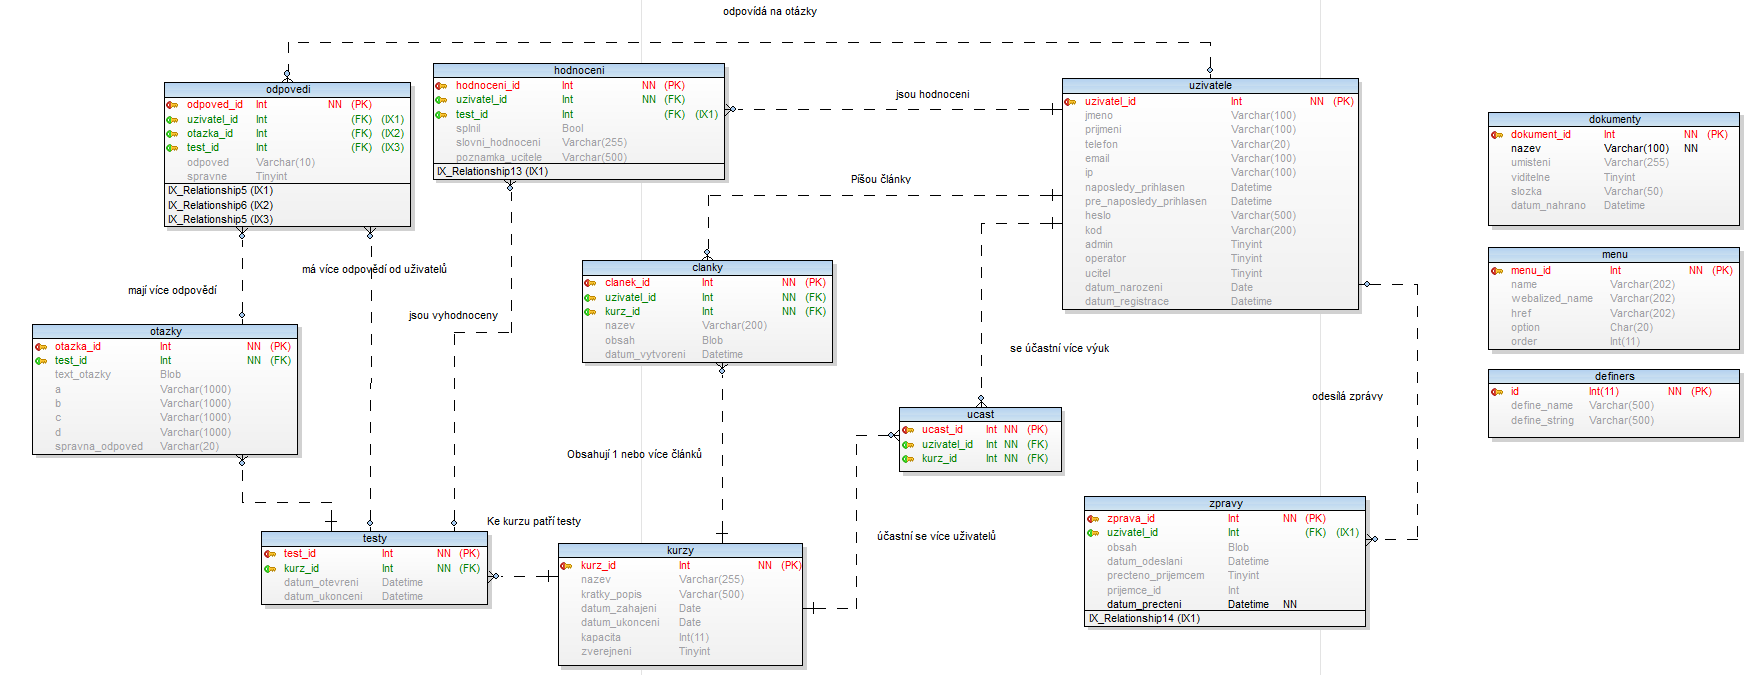 odpovídá na otázky
odpovedi
odpoved_id Int NN (PK)
uzivatel_id Int (FK) (IX1)
otazka_id Int (FK) (IX2)
test_id Int (FK) (IX3)
odpoved Varchar(10)
spravne Tinyint
IX_Relationship5 (IX1)
IX_Relationship6 (IX2)
IX_Relationship5 (IX3)
hodnoceni
hodnoceni_id Int NN (PK)
uzivatel_id Int NN (FK)
test_id Int (FK) (IX1)
splnil Bool
slovni_hodnoceni Varchar(255)
poznamka_ucitele Varchar(500)
IX_Relationship13 (IX1)
jsou hodnoceni
Píšou články
uzivatele
uzivatel_id Int NN (PK)
jmeno Varchar(100)
prijmeni Varchar(100)
telefon Varchar(20)
email Varchar(100)
ip Varchar(100)
naposledy_prihlasen Datetime
pre_naposledy_prihlasen Datetime
heslo Varchar(500)
kod Varchar(200)
admin Tinyint
operator Tinyint
ucitel Tinyint
datum_narozeni Date
datum_registrace Datetime
dokumenty
dokument_id Int NN (PK)
nazev Varchar(100) NN
umisteni Varchar(255)
viditelne Tinyint
slozka Varchar(50)
datum_nahrano Datetime
menu
menu_id Int NN (PK)
name Varchar(202)
webalized_name Varchar(202)
href Varchar(202)
option Char(20)
order Int(11)
definers
id Int(11) NN (PK)
define_name Varchar(500)
define_string Varchar(500)
má více odpovědí od uživatelů
mají více odpovědí
jsou vyhodnoceny
clanky
clanek_id Int NN (PK)
uzivatel_id Int NN (FK)
kurz_id Int NN (FK)
nazev Varchar(200)
obsah Blob
datum_vytvoreni Datetime
otazky
otazka_id Int NN (PK)
test_id Int NN (FK)
text_otazky Blob
a Varchar(1000)
b Varchar(1000)
c Varchar(1000)
d Varchar(1000)
spravna_odpoved Varchar(20)
se účastní více výuk
odesílá zprávy
ucast
ucast_id Int NN (PK)
uzivatel_id Int NN (FK)
kurz_id Int NN (FK)
Obsahují 1 nebo více článků
Ke kurzu patří testy
účastní se více uživatelů
testy
test_id Int NN (PK)
kurz_id Int NN (FK)
datum_otevreni Datetime
datum_ukonceni Datetime
kurzy
kurz_id Int NN (PK)
nazev Varchar(255)
kratky_popis Varchar(500)
datum_zahajeni Date
datum_ukonceni Date
kapacita Int(11)
zverejneni Tinyint
zpravy
zprava_id Int NN (PK)
uzivatel_id Int (FK) (IX1)
obsah Blob
datum_odeslani Datetime
precteno_prijemcem Tinyint
prijemce_id Int
datum_precteni Datetime NN
IX_Relationship14 (IX1)